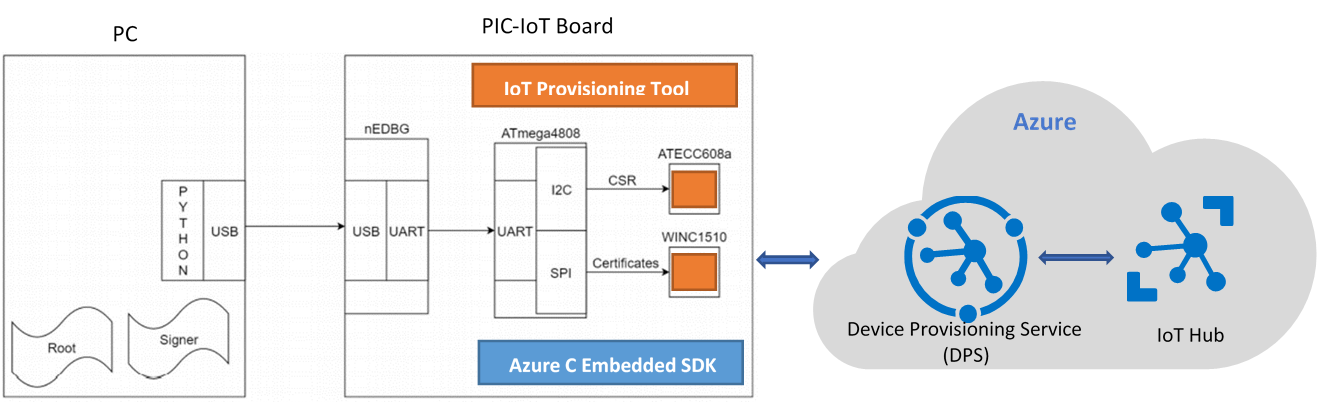 PC
PIC-IoT Board
IoT Provisioning Tool
nEDBG
ATmega4808
ATECC608a
I2C
CSR
PYTHON
USB
USB
UART
UART
WINC1510
SPI
Certificates
Root
Signer
Azure C Embedded SDK
Azure
Device Provisioning Service
(DPS)
IoT Hub